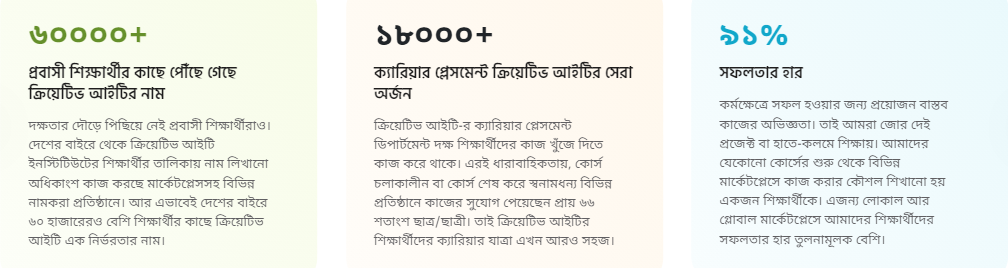 ৬০০০০+
প্রবাসী শিক্ষার্থীর কাছে পৌঁছে গেছে
ক্রিয়েটিভ আইটির নাম
দক্ষতার দৌড়ে পিছিয়ে নেই প্রবাসী শিক্ষার্থীরাও।
দেশের বাইরে থেকে ক্রিয়েটিভ আইটি
ইনস্টিটিউটের শিক্ষার্থীর তালিকায় নাম লিখানো
অধিকাংশ কাজ করছে মার্কেটপ্লেসসহ বিভিন্ন
নামকরা প্রতিষ্ঠানে। আর এভাবেই দেশের বাইরে
৬০ হাজারেরও বেশি শিক্ষার্থীর কাছে ক্রিয়েটিভ
আইটি এক নির্ভরতার নাম।
১৮০০০+
ক্যারিয়ার প্লেসমেন্ট ক্রিয়েটিভ আইটির সেরা
অর্জন
ক্রিয়েটিভ আইটি-র ক্যারিয়ার প্লেসমেন্ট
ডিপার্টমেন্ট দক্ষ শিক্ষার্থীদের কাজ খুঁজে দিতে
কাজ করে থাকে। এরই ধারাবাহিকতায়, কোর্স
চলাকালীন বা কোর্স শেষ করে স্বনামধন্য বিভিন্ন
প্রতিষ্ঠানে কাজের সুযোগ পেয়েছেন প্রায় ৬৬
শতাংশ ছাত্র/ছাত্রী। তাই ক্রিয়েটিভ আইটির
শিক্ষার্থীদের ক্যারিয়ার যাত্রা এখন আরও সহজ।
৯১%
সফলতার হার
কর্মক্ষেত্রে সফল হওয়ার জন্য প্রয়োজন বাস্তব
কাজের অভিজ্ঞতা। তাই আমরা জোর দেই
প্রজেক্ট বা হাতে-কলমে শিক্ষায়। আমাদের
যেকোনো কোর্সের শুরু থেকে বিভিন্ন
মার্কেটপ্লেসে কাজ করার কৌশল শিখানো হয়
একজন শিক্ষার্থীকে। এজন্য লোকাল আর
গ্লোবাল মার্কেটপ্লেসে আমাদের শিক্ষার্থীদের
সফলতার হার তুলনামূলক বেশি।